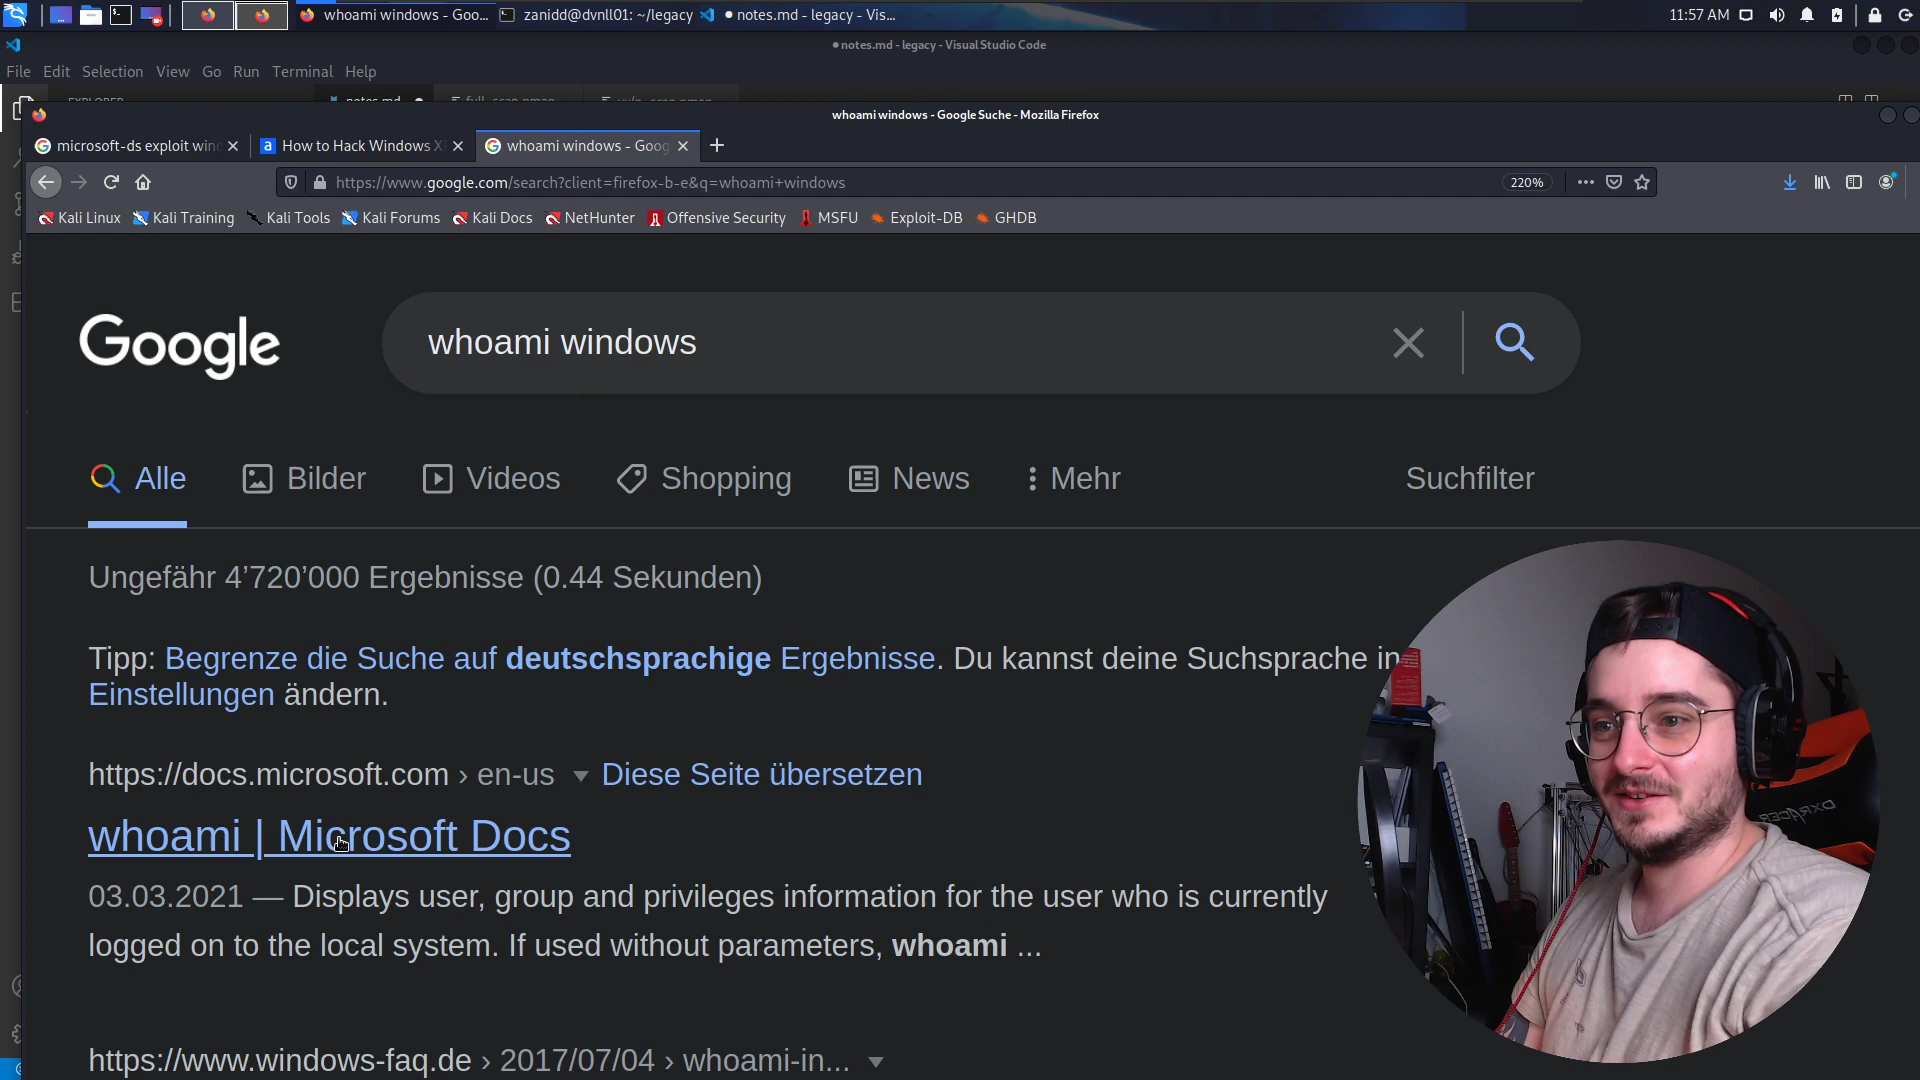 whoami windows - Goo...
zanidd@dvnll01: ~/legacy
notes.md - legacy - Vis...
11:57 AM
notes.md - legacy - Visual Studio Code
File Edit Selection View Go Run Terminal Help
whoami windows - Google Suche - Mozilla Firefox
microsoft-ds exploit win
How to Hack Windows X
whoami windows - Goog
https://www.google.com/search?client=firefox-b-e&q=whoami+windows
220%
Kali Linux Kali Training Kali Tools Kali Forums Kali Docs NetHunter Offensive Security MSFU Exploit-DB GHDB
Google
whoami windows
Alle Bilder Videos Shopping News Mehr Suchfilter
Ungefähr 4’720’000 Ergebnisse (0.44 Sekunden)
Tipp: Begrenze die Suche auf deutschsprachige Ergebnisse. Du kannst deine Suchsprache in
Einstellungen ändern.
https://docs.microsoft.com › en-us Diese Seite übersetzen
whoami | Microsoft Docs
03.03.2021 — Displays user, group and privileges information for the user who is currently
logged on to the local system. If used without parameters, whoami ...
https://www.windows-faq.de › 2017/07/04 › whoami-in...
DXRACER